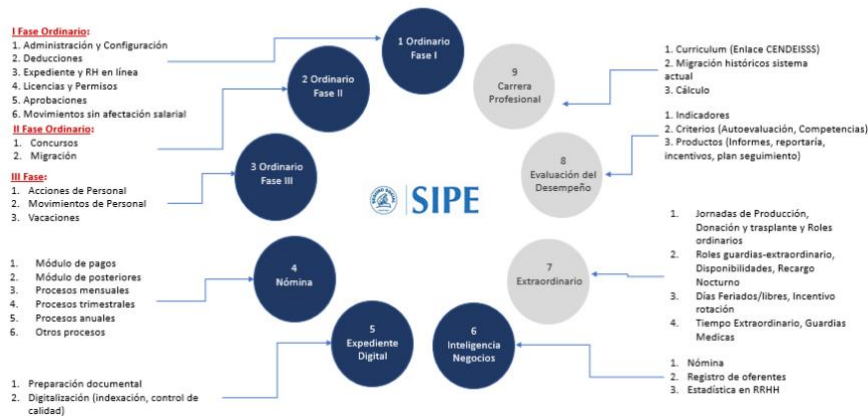 I Fase Ordinario:
1. Administración y Configuración
2. Deducciones
3. Expediente y RH en línea
4. Licencias y Permisos
5. Aprobaciones
6. Movimientos sin afectación salarial
II Fase Ordinario:
1. Concursos
2. Migración
III Fase:
1. Acciones de Personal
2. Movimientos de Personal
3. Vacaciones
1. Módulo de pagos
2. Módulo de posteriores
3. Procesos mensuales
4. Procesos trimestrales
5. Procesos anuales
6. Otros procesos
1. Preparación documental
2. Digitalización (indexación, control de
calidad)
1 Ordinario
Fase I
2 Ordinario
Fase II
3 Ordinario
Fase III
4
Nómina
5
Expediente
Digital
6
Inteligencia
Negocios
7
Extraordinario
8
Evaluación del
Desempeño
9
Carrera
Profesional
SEGURO SOCIAL
SIPE
1. Curriculum (Enlace CENDEISSS)
2. Migración históricos sistema
actual
3. Cálculo
1. Indicadores
2. Criterios (Autoevaluación, Competencias)
3. Productos (Informes, reportaría,
incentivos, plan seguimiento)
1. Jornadas de Producción,
Donación y trasplante y Roles
ordinarios
2. Roles guardias-extraordinario,
Disponibilidades, Recargo
Nocturno
3. Días Feriados/libres, Incentivo
rotación
4. Tiempo Extraordinario, Guardias
Medicas
1. Nómina
2. Registro de oferentes
3. Estadística en RRHH